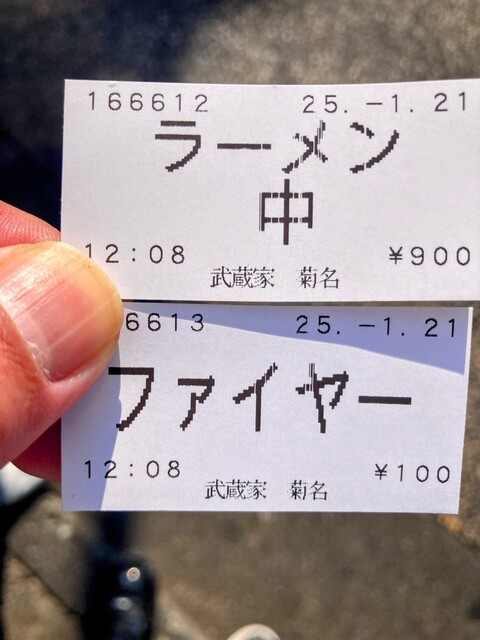 166612 25.-1.21
ラーメン
中
12:08 ¥900
武蔵家 菊名
6613 25.-1.21
ファイヤー
12:08 ¥100
武蔵家 菊名